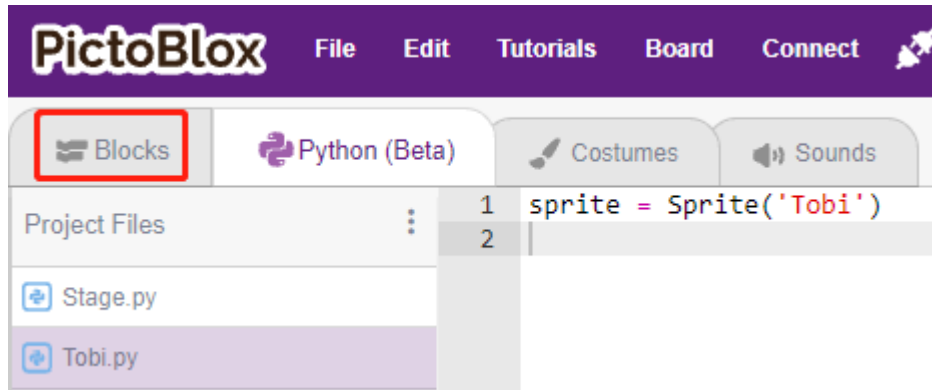 PictoBlox File Edit Tutorials Board Connect
Blocks Python (Beta) Costumes Sounds
Project Files
1 sprite = Sprite('Tobi')
2
Stage.py
Tobi.py